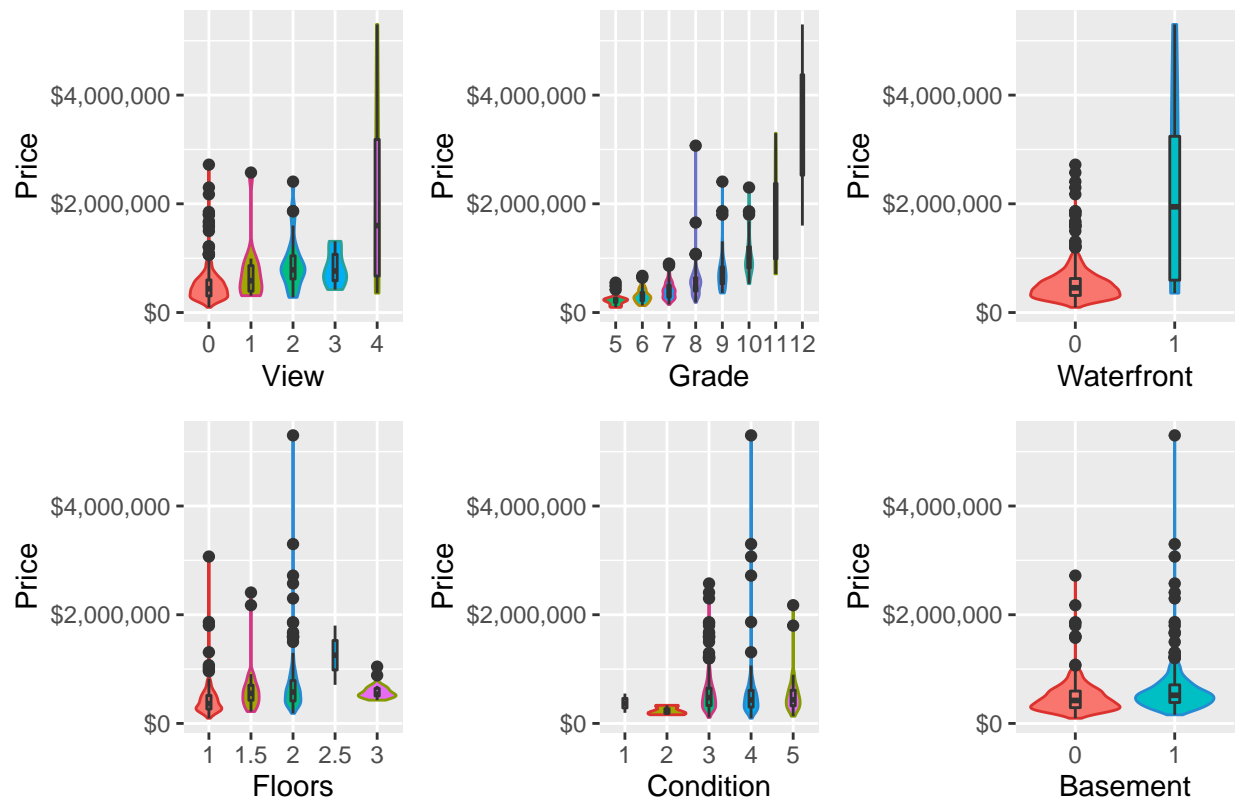 Price
$4,000,000
$2,000,000
$0
0 1 2 3 4
View
Price
$4,000,000
$2,000,000
$0
5 6 7 8 9 10 11 12
Grade
Price
$4,000,000
$2,000,000
$0
0 1
Waterfront
Price
$4,000,000
$2,000,000
$0
1 1.5 2 2.5 3
Floors
Price
$4,000,000
$2,000,000
$0
1 2 3 4 5
Condition
Price
$4,000,000
$2,000,000
$0
0 1
Basement